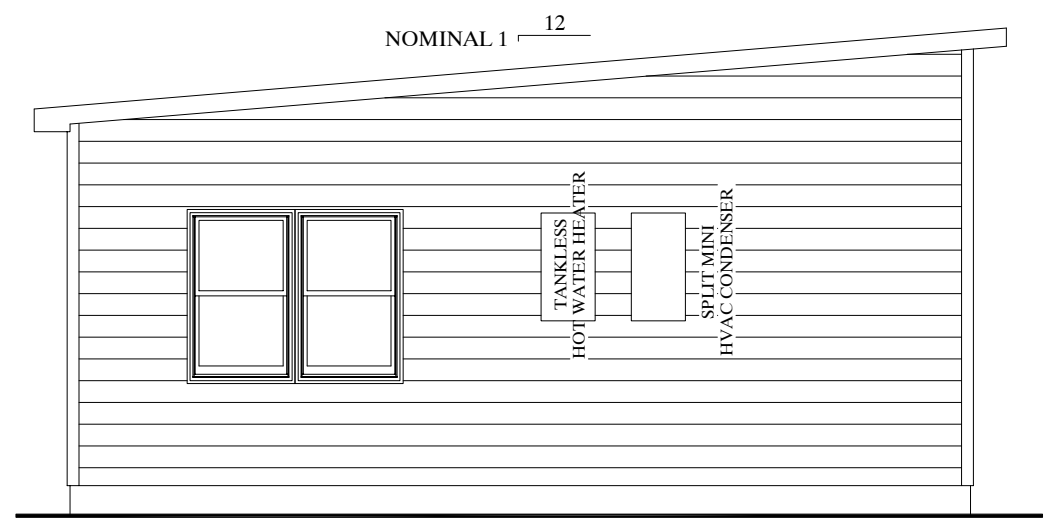 12
NOMINAL 1
TANKLESS
HOT WATER HEATER
SPLIT MINI
HVAC CONDENSER